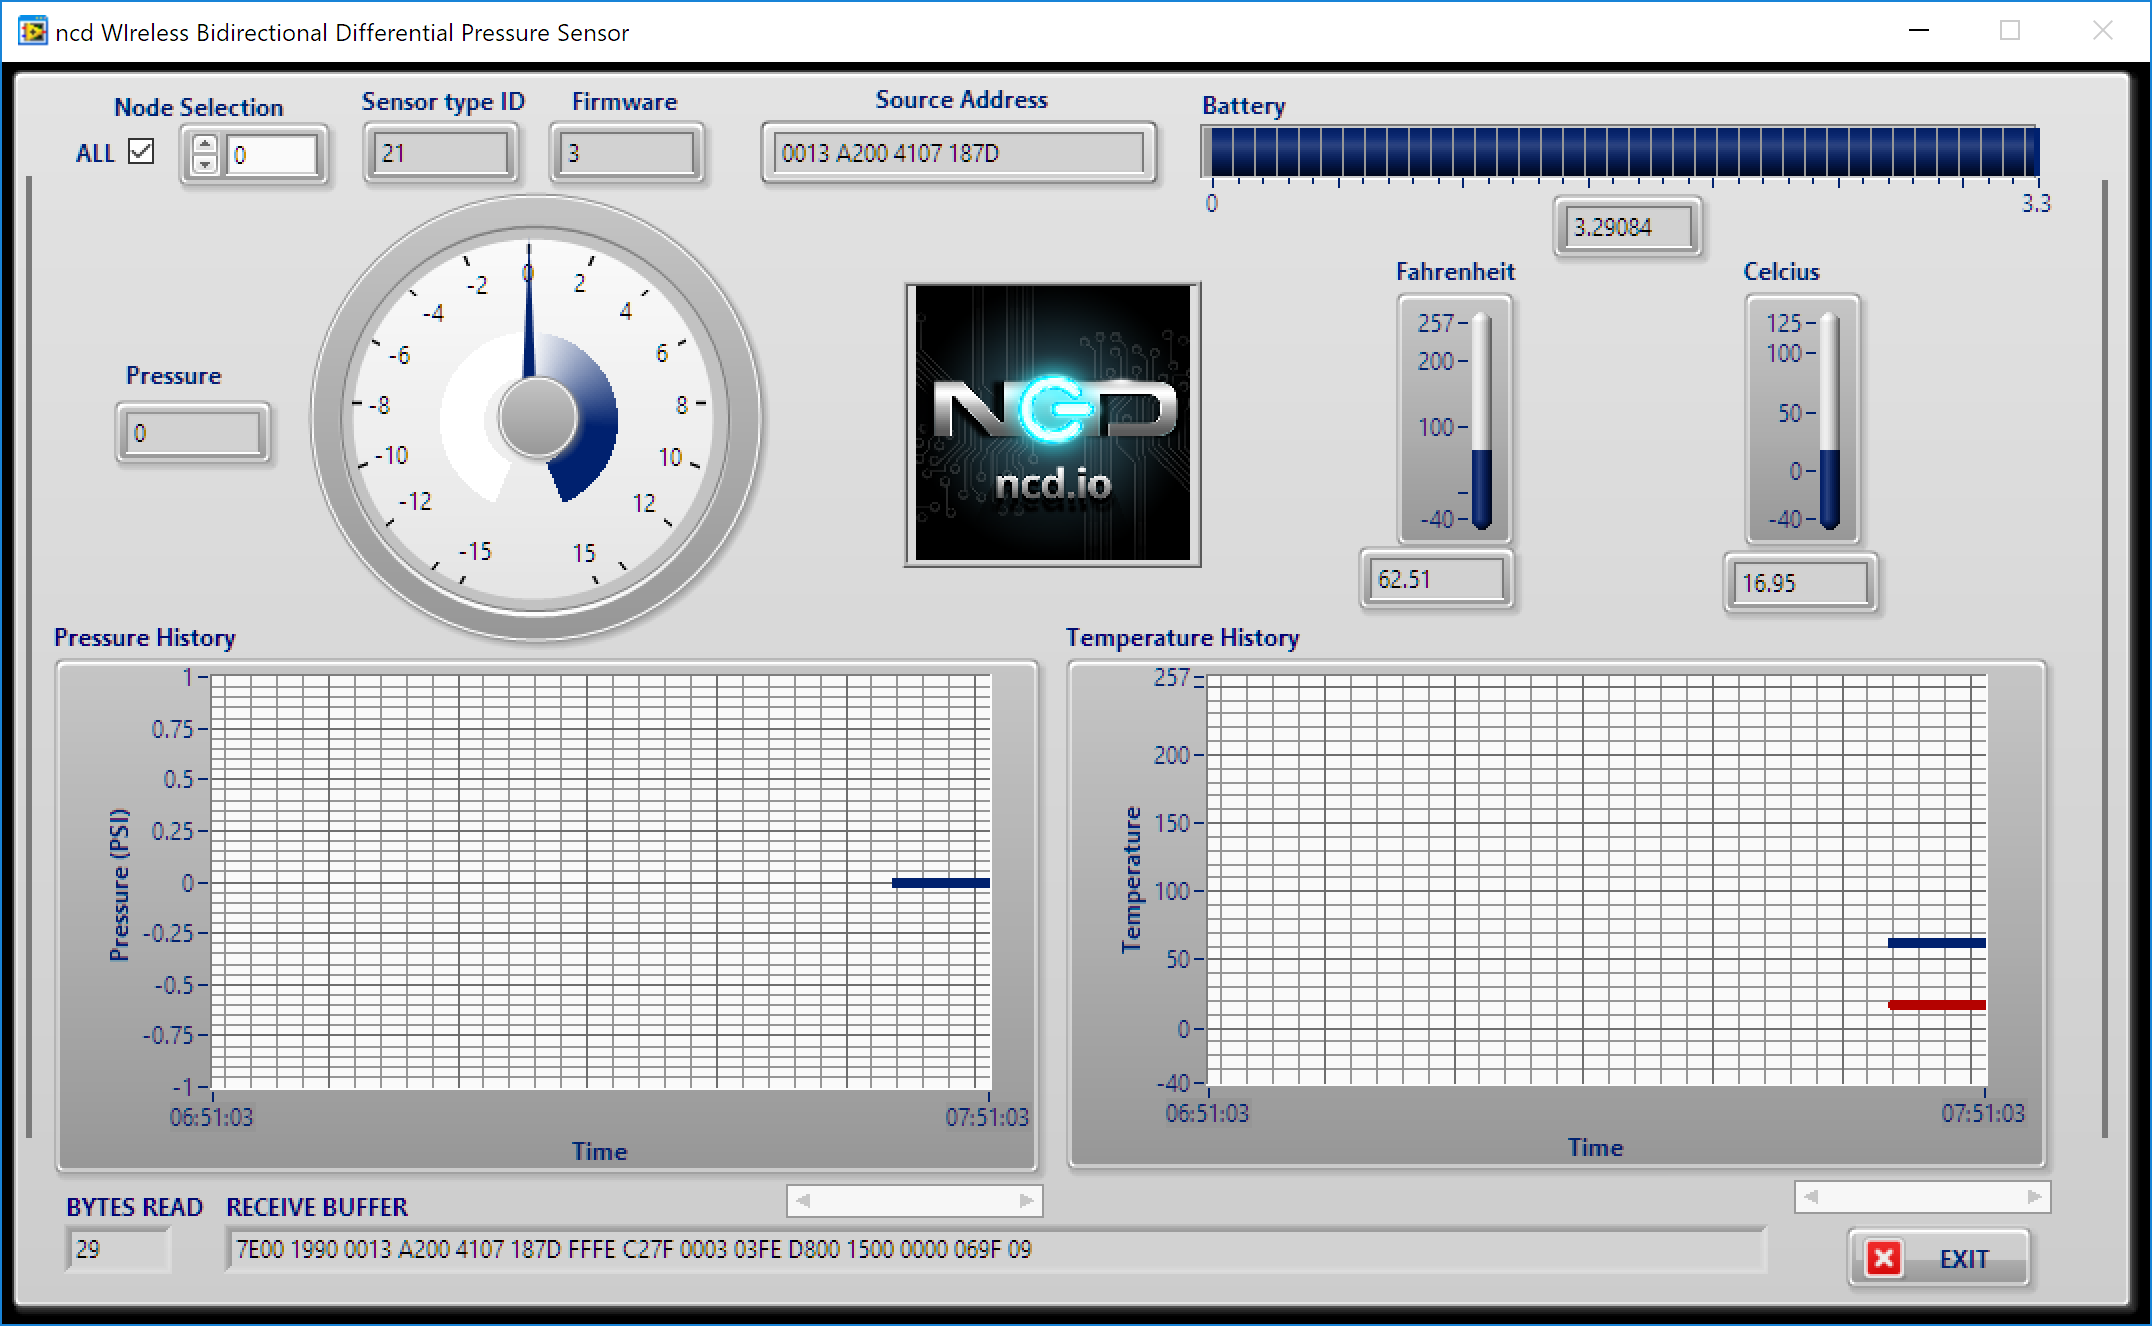 ncd WIreless Bidirectional Differential Pressure Sensor
Node Selection
Sensor type ID
Firmware
Source Address
Battery
ALL
0
21
3
0013 A200 4107 187D
0
3.3
3.29084
Pressure
0
-15
-12
-10
-8
-6
-4
-2
0
2
4
6
8
10
12
15
NCD
ncd.io
Fahrenheit
257
200
100
-40
62.51
Celcius
125
100
50
0
-40
16.95
Pressure History
1
0.75
0.5
0.25
0
-0.25
-0.5
-0.75
-1
Pressure (PSI)
06:51:03
07:51:03
Time
Temperature History
257
200
150
100
50
0
-40
Temperature
06:51:03
07:51:03
Time
BYTES READ
RECEIVE BUFFER
29
7E00 1990 0013 A200 4107 187D FFFE C27F 0003 03FE D800 1500 0000 069F 09
EXIT